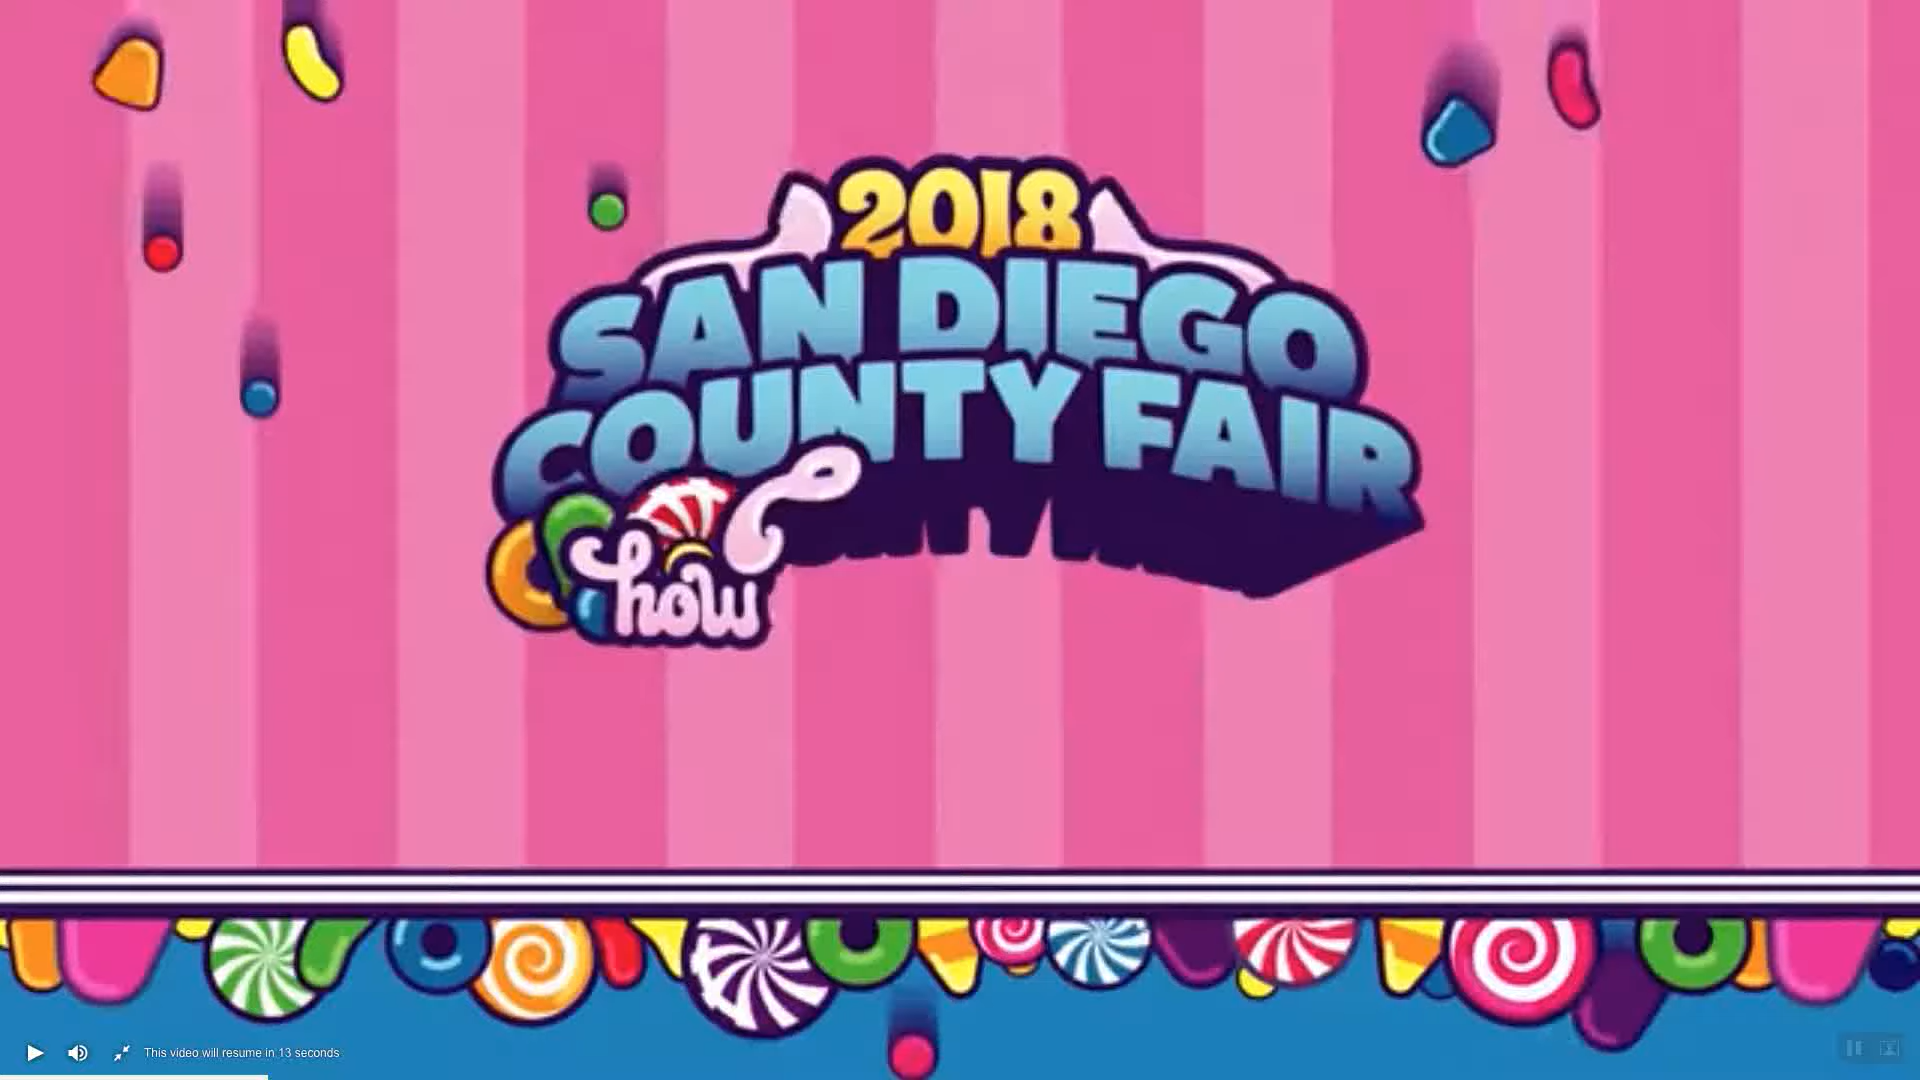 2018
SAN DIEGO
COUNTY FAIR
how
This video will resume in 13 seconds